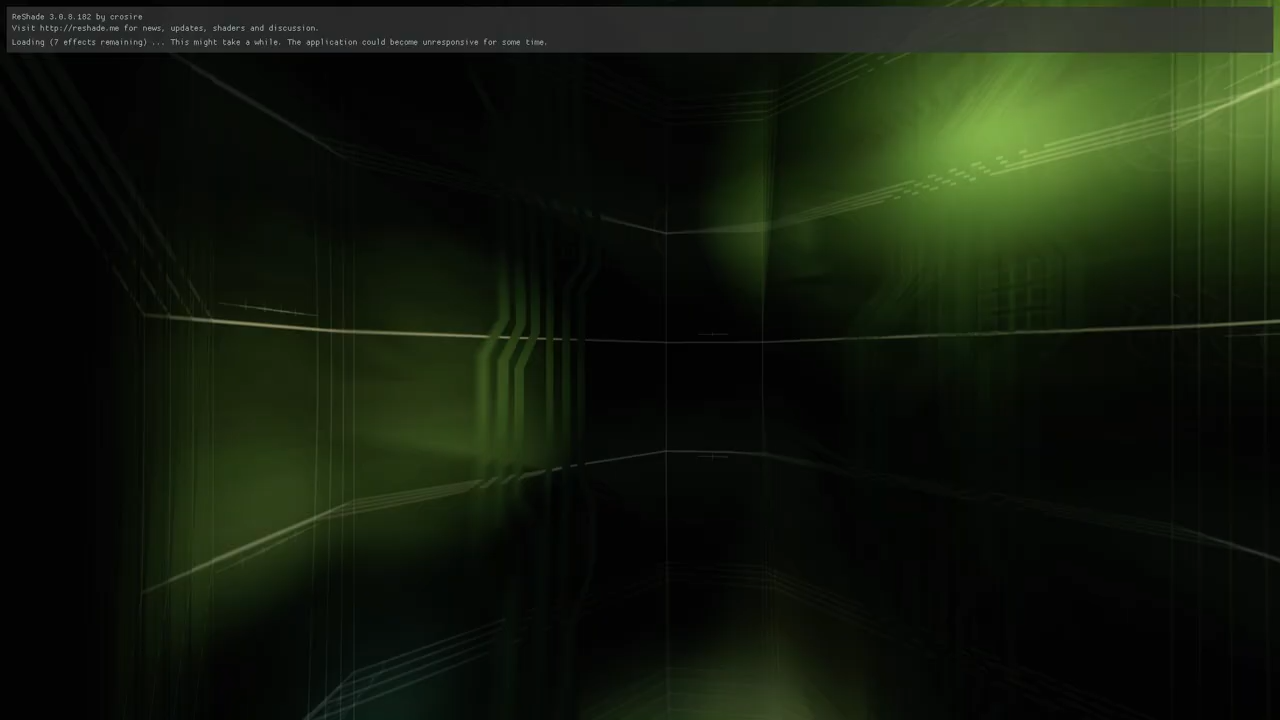 ReShade 3.0.8.182 by crosire
Visit http://reshade.me for news, updates, shaders and discussion.
Loading (7 effects remaining) ... This might take a while. The application could become unresponsive for some time.